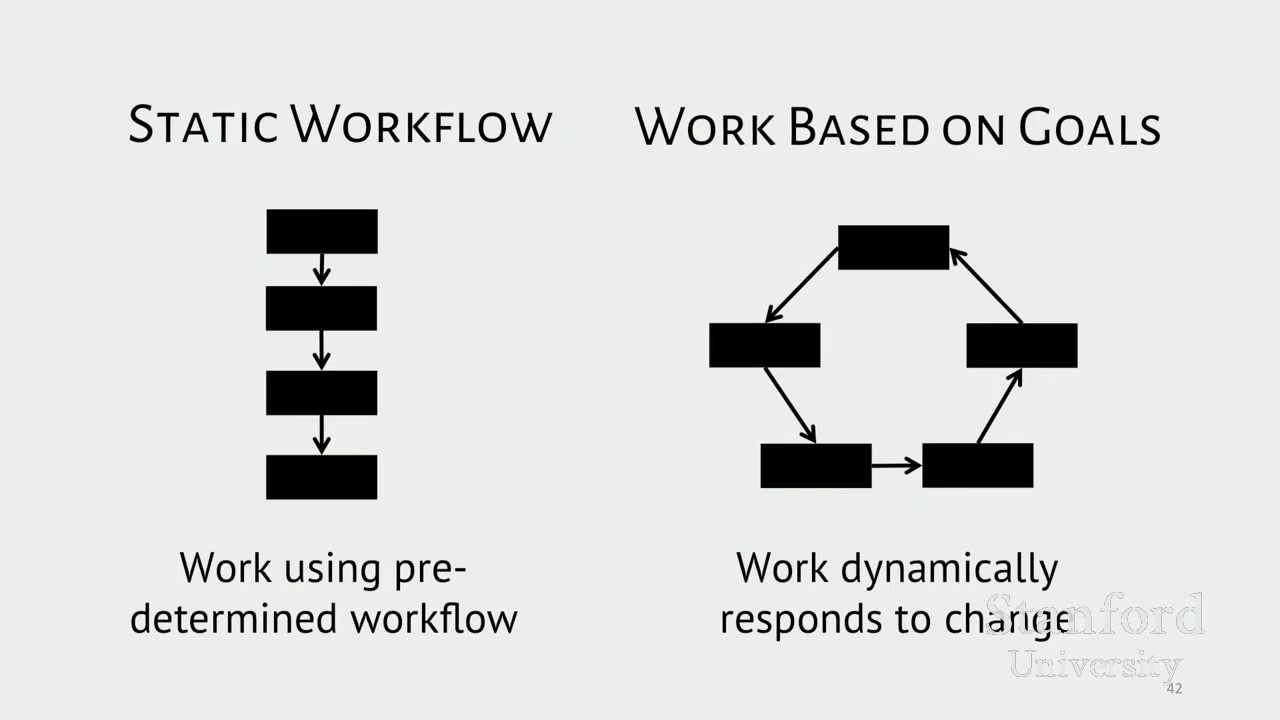 STATIC WORKFLOW
WORK BASED ON GOALS
Work using pre-
determined workflow
Work dynamically
responds to change
Stanford
University
42